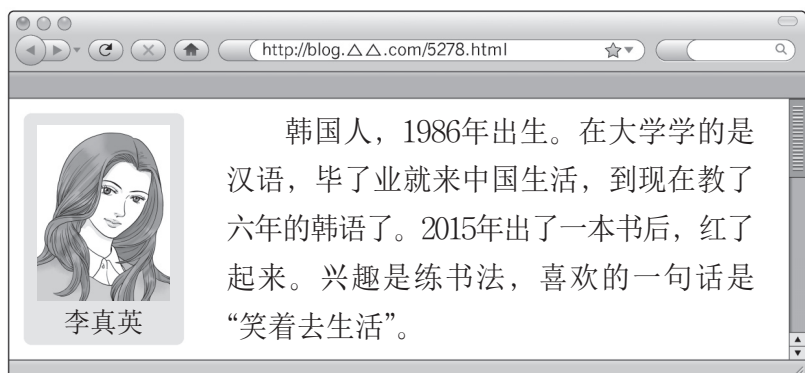 http://blog.△△.com/5278.html
韩国人，1986年出生。在大学学的是
汉语，毕了业就来中国生活，到现在教了
六年的韩语了。2015年出了一本书后，红了
起来。兴趣是练书法，喜欢的一句话是
“笑着去生活”。
李真英